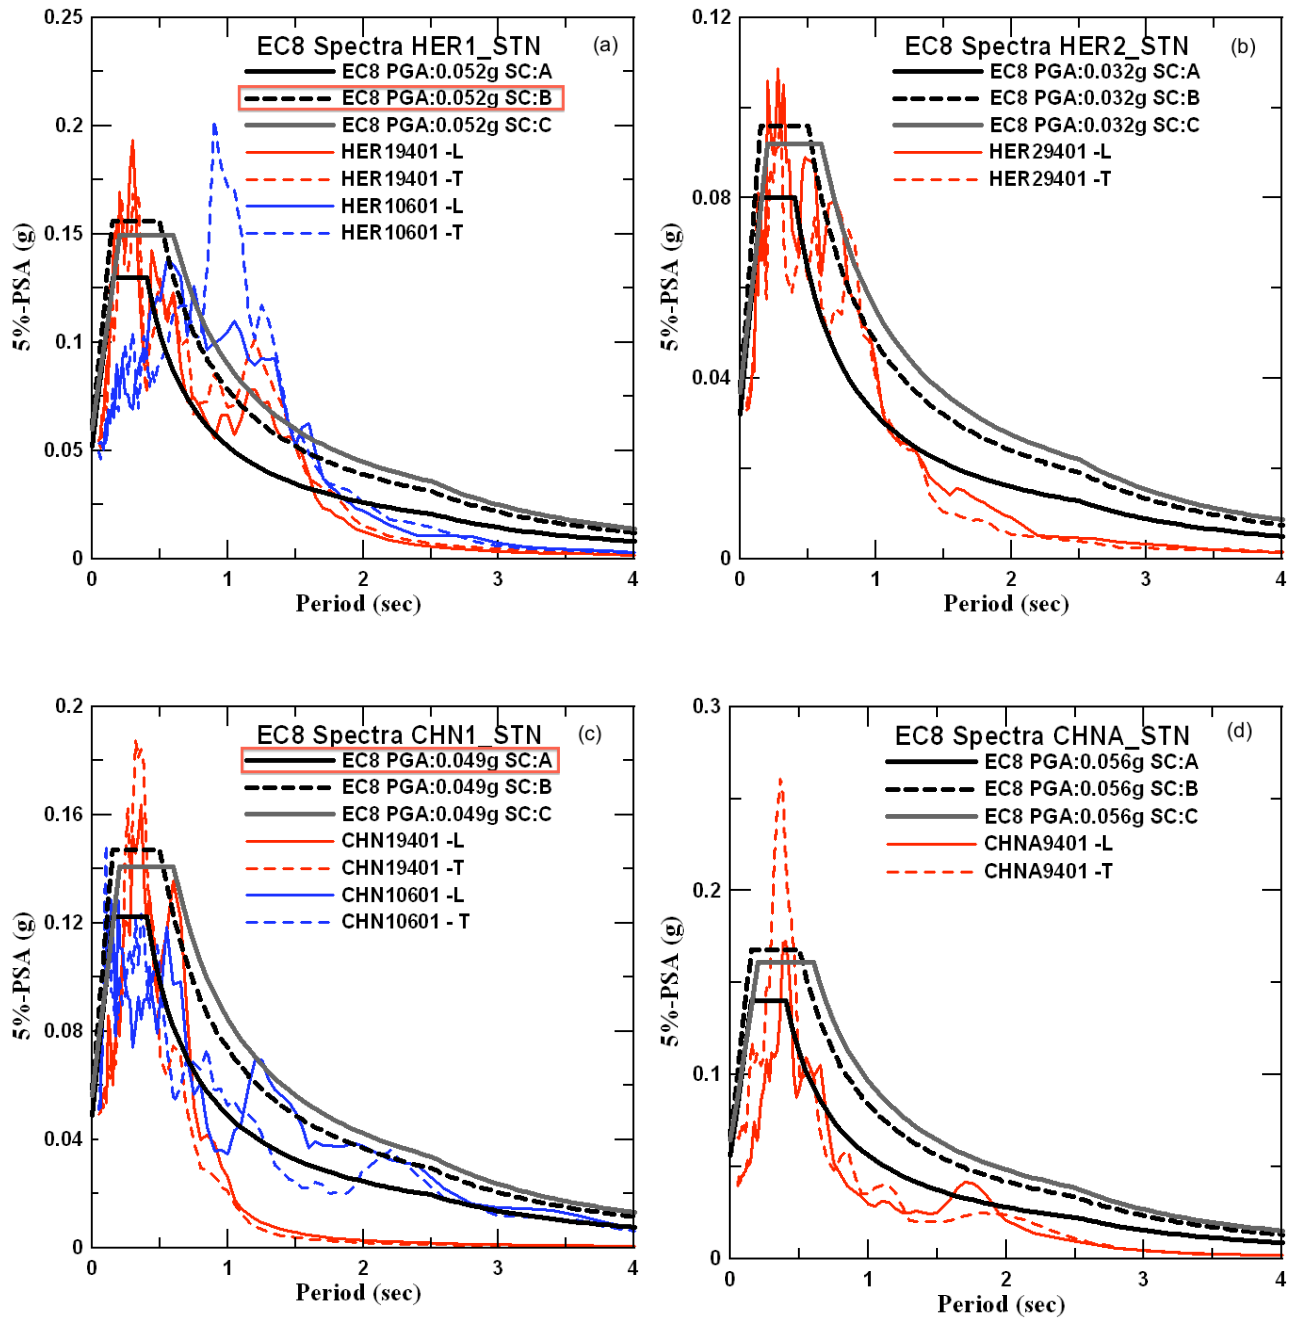 EC8 Spectra HER1_STN (a)
EC8 PGA:0.052g SC:A
EC8 PGA:0.052g SC:B
EC8 PGA:0.052g SC:C
HER19401 -L
HER19401 -T
HER10601 -L
HER10601 -T
5%-PSA (g)
0.25
0.2
0.15
0.1
0.05
0
0 1 2 3 4
Period (sec)
EC8 Spectra HER2_STN (b)
EC8 PGA:0.032g SC:A
EC8 PGA:0.032g SC:B
EC8 PGA:0.032g SC:C
HER29401 -L
HER29401 -T
5%-PSA (g)
0.12
0.08
0.04
0
0 1 2 3 4
Period (sec)
EC8 Spectra CHN1_STN (c)
EC8 PGA:0.049g SC:A
EC8 PGA:0.049g SC:B
EC8 PGA:0.049g SC:C
CHN19401 -L
CHN19401 -T
CHN10601 -L
CHN10601 - T
5%-PSA (g)
0.2
0.16
0.12
0.08
0.04
0
0 1 2 3 4
Period (sec)
EC8 Spectra CHNA_STN (d)
EC8 PGA:0.056g SC:A
EC8 PGA:0.056g SC:B
EC8 PGA:0.056g SC:C
CHNA9401 -L
CHNA9401 -T
5%-PSA (g)
0.3
0.2
0.1
0
0 1 2 3 4
Period (sec)